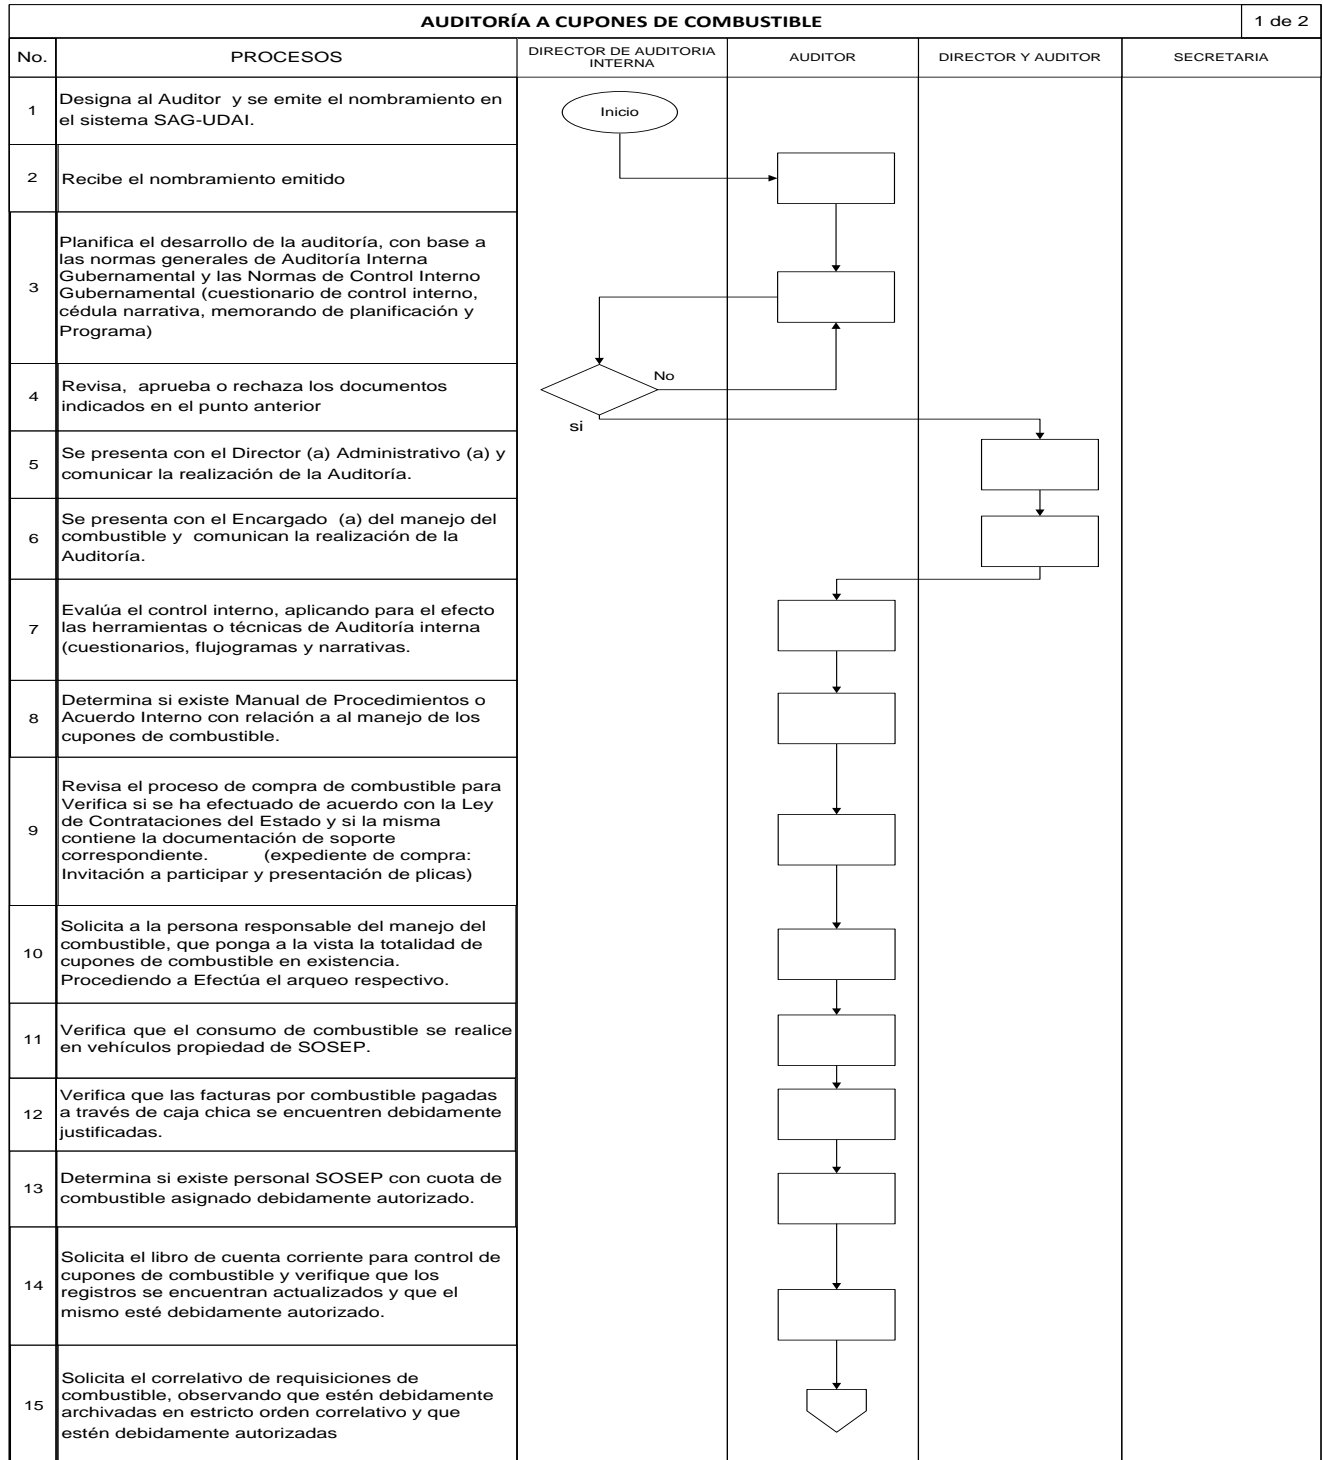 AUDITORÍA A CUPONES DE COMBUSTIBLE
1 de 2
No.
PROCESOS
DIRECTOR DE AUDITORIA
INTERNA
AUDITOR
DIRECTOR Y AUDITOR
SECRETARIA
1
Designa al Auditor y se emite el nombramiento en
el sistema SAG-UDAI.
Inicio
2
Recibe el nombramiento emitido
3
Planifica el desarrollo de la auditoría, con base a
las normas generales de Auditoría Interna
Gubernamental y las Normas de Control Interno
Gubernamental (cuestionario de control interno,
cédula narrativa, memorando de planificación y
Programa)
4
Revisa, aprueba o rechaza los documentos
indicados en el punto anterior
No
si
5
Se presenta con el Director (a) Administrativo (a) y
comunicar la realización de la Auditoría.
6
Se presenta con el Encargado (a) del manejo del
combustible y comunican la realización de la
Auditoría.
7
Evalúa el control interno, aplicando para el efecto
las herramientas o técnicas de Auditoría interna
(cuestionarios, flujogramas y narrativas.
8
Determina si existe Manual de Procedimientos o
Acuerdo Interno con relación a al manejo de los
cupones de combustible.
9
Revisa el proceso de compra de combustible para
Verifica si se ha efectuado de acuerdo con la Ley
de Contrataciones del Estado y si la misma
contiene la documentación de soporte
correspondiente. (expediente de compra:
Invitación a participar y presentación de plicas)
10
Solicita a la persona responsable del manejo del
combustible, que ponga a la vista la totalidad de
cupones de combustible en existencia.
Procediendo a Efectúa el arqueo respectivo.
11
Verifica que el consumo de combustible se realice
en vehículos propiedad de SOSEP.
12
Verifica que las facturas por combustible pagadas
a través de caja chica se encuentren debidamente
justificadas.
13
Determina si existe personal SOSEP con cuota de
combustible asignado debidamente autorizado.
14
Solicita el libro de cuenta corriente para control de
cupones de combustible y verifique que los
registros se encuentran actualizados y que el
mismo esté debidamente autorizado.
15
Solicita el correlativo de requisiciones de
combustible, observando que estén debidamente
archivadas en estricto orden correlativo y que
estén debidamente autorizadas